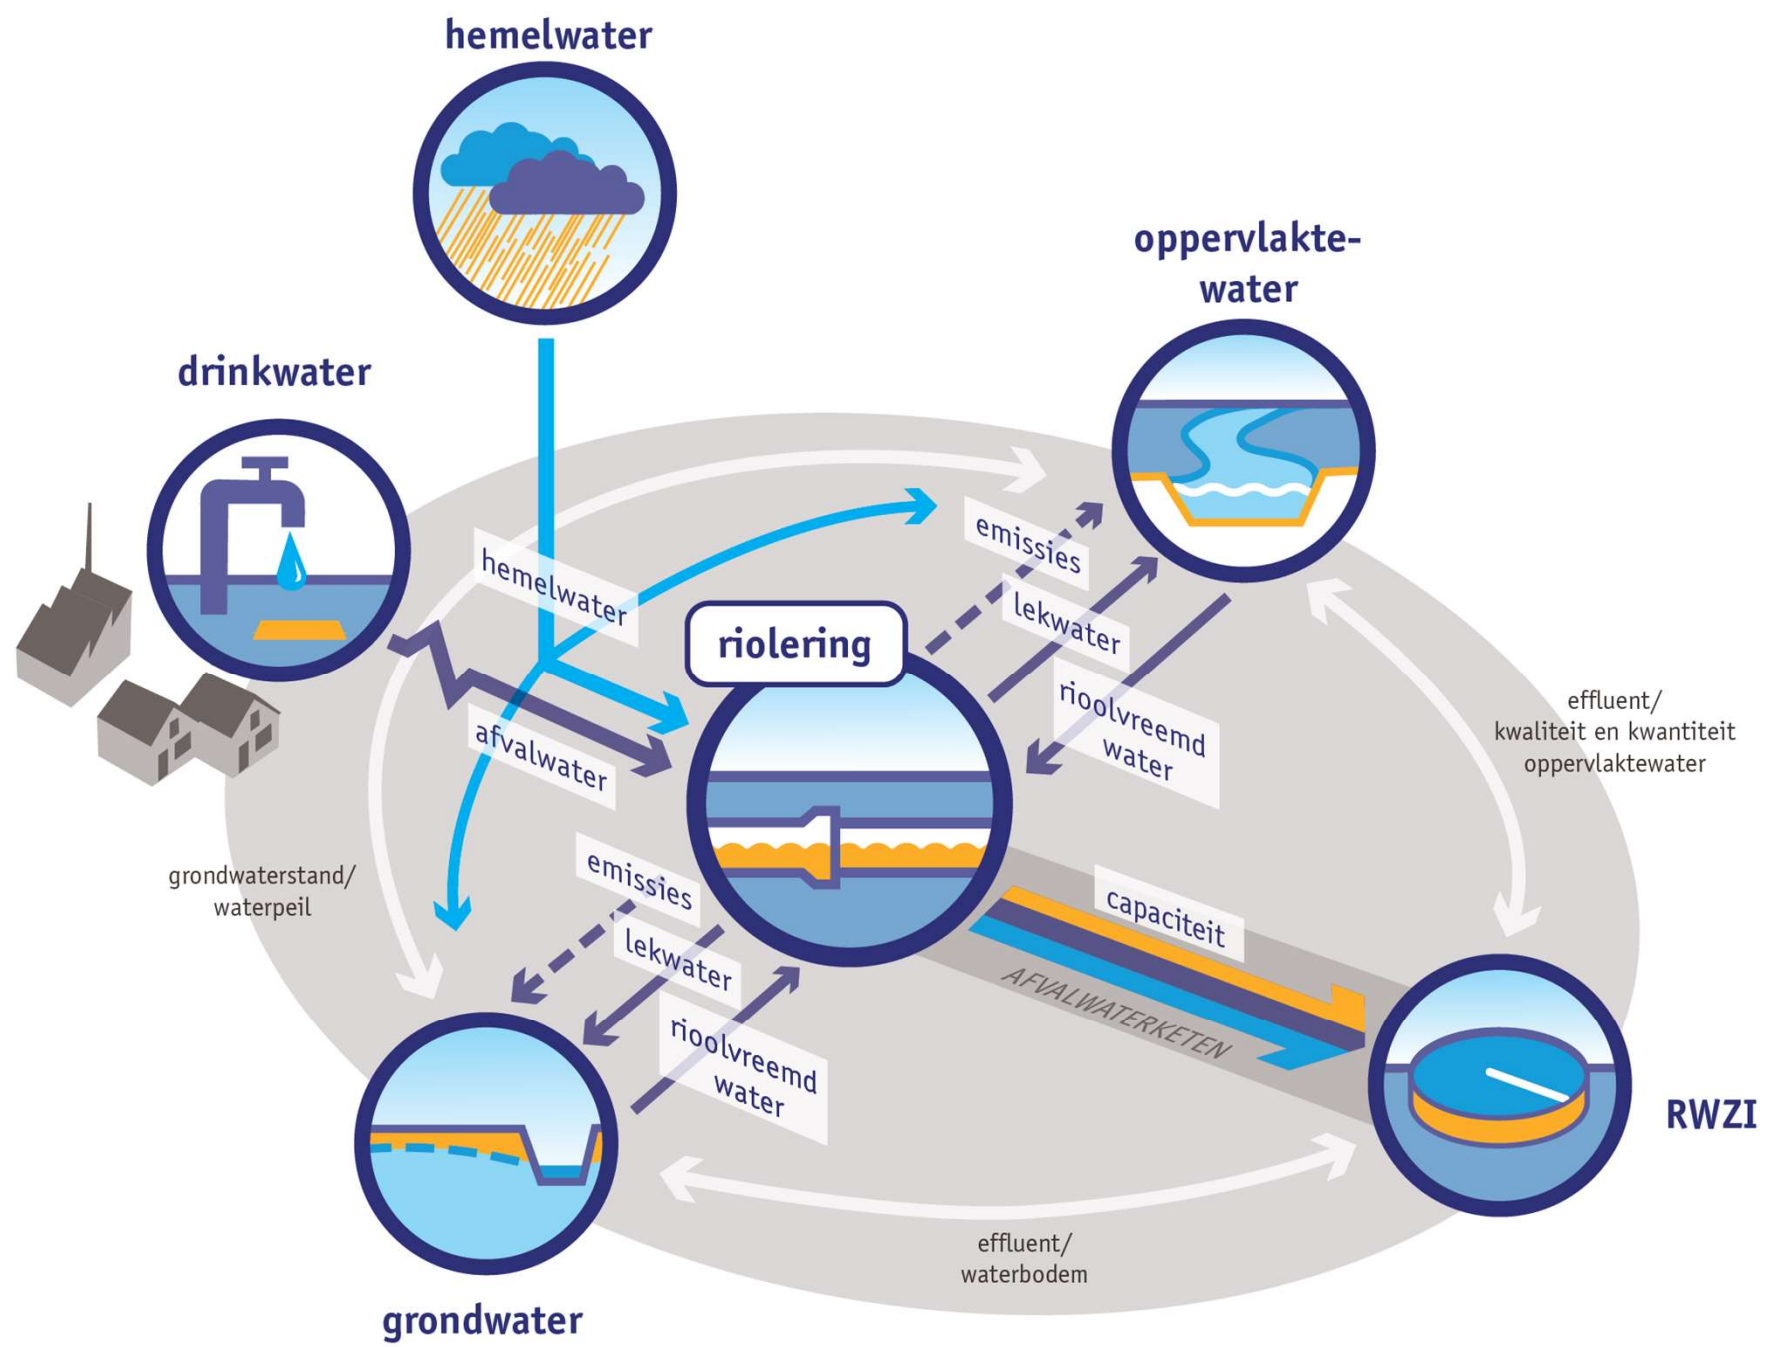 hemelwater
oppervlakte-
water
drinkwater
emissies
hemelwater
lekwater
riolering
rioolvreemd
water
afvalwater
effluent/
kwaliteit en kwantiteit
oppervlaktewater
grondwaterstand/
waterpeil
emissies
capaciteit
lekwater
AFVALWATERKETEN
rioolvreemd
water
RWZI
effluent/
waterbodem
grondwater